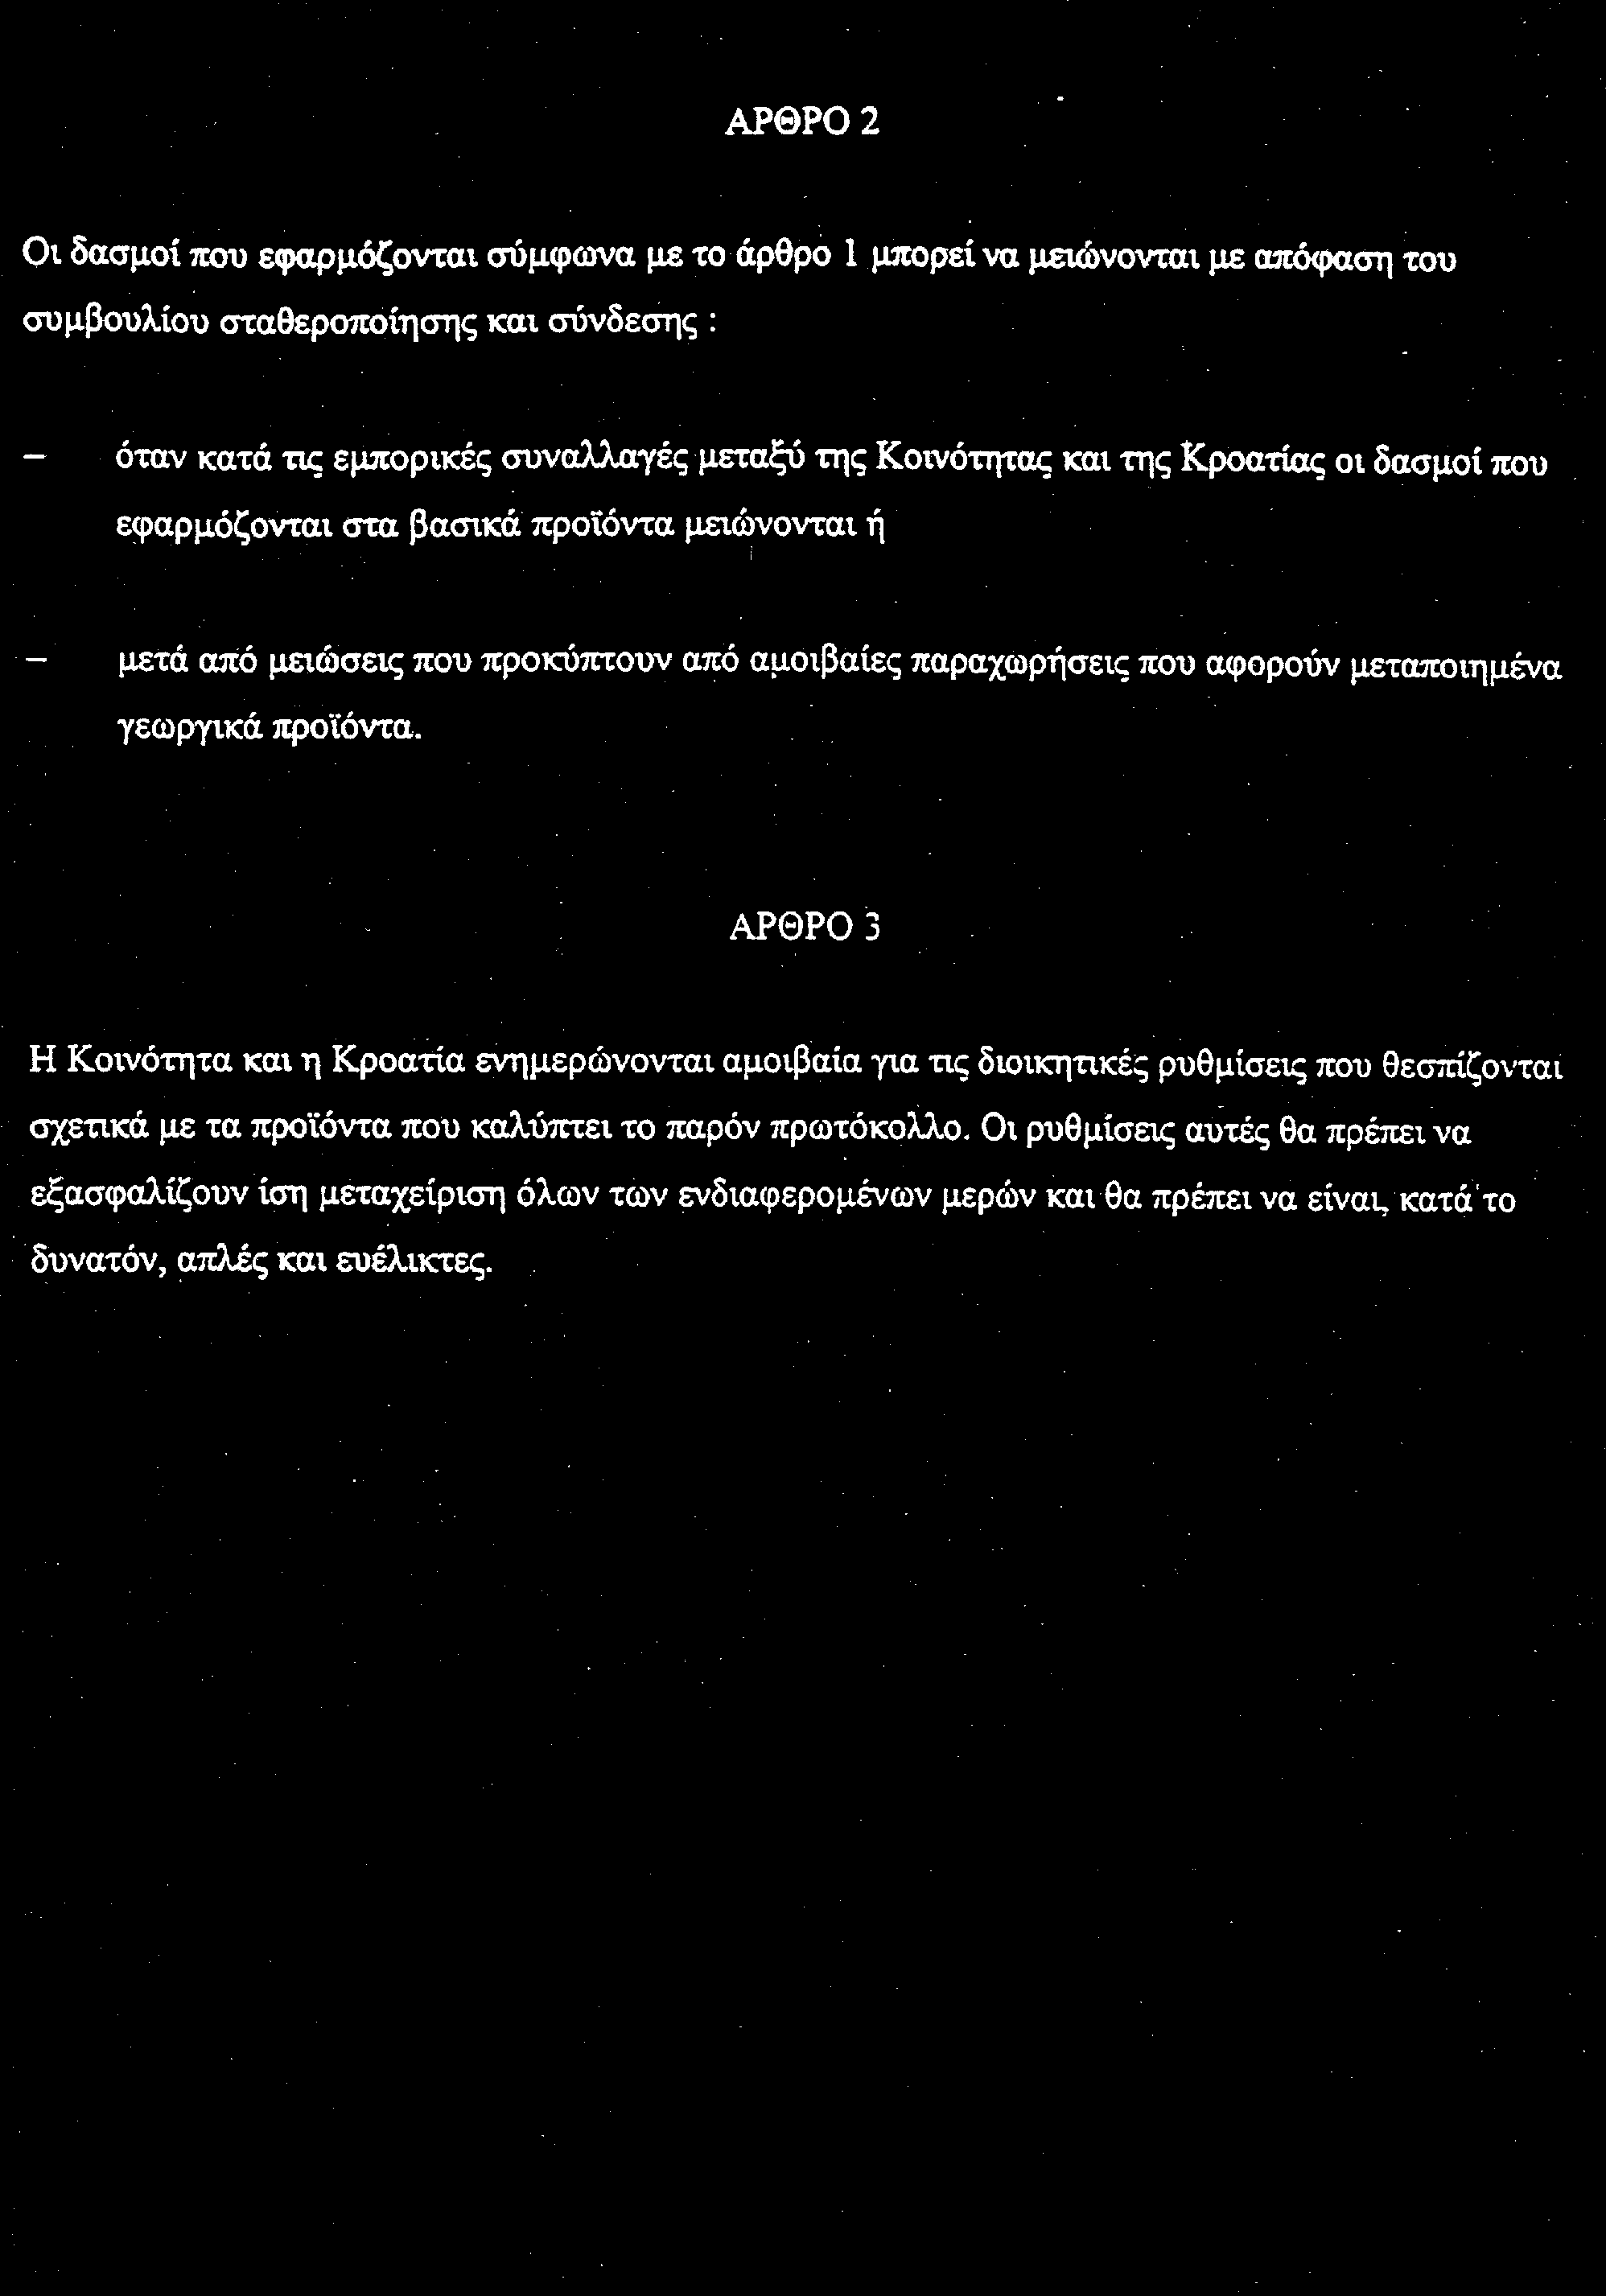 ΑΡΘΡΟ 2
Οι δασμοί που εφαρμόζονται σύμφωνα με το άρθρο 1 μπορεί να μειώνονται με απόφαση του
συμβουλίου σταθεροποίησης και σύνδεσης :
– όταν κατά τις εμπορικές συναλλαγές μεταξύ της Κοινότητας και της Κροατίας οι δασμοί που
εφαρμόζονται στα βασικά προϊόντα μειώνονται ή
– μετά από μειώσεις που προκύπτουν από αμοιβαίες παραχωρήσεις που αφορούν μεταποιημένα
γεωργικά προϊόντα.
ΑΡΘΡΟ 3
Η Κοινότητα και η Κροατία ενημερώνονται αμοιβαία για τις διοικητικές ρυθμίσεις που θεσπίζονται
σχετικά με τα προϊόντα που καλύπτει το παρόν πρωτόκολλο. Οι ρυθμίσεις αυτές θα πρέπει να
εξασφαλίζουν ίση μεταχείριση όλων των ενδιαφερομένων μερών και θα πρέπει να είναι, κατά το
δυνατόν, απλές και ευέλικτες.